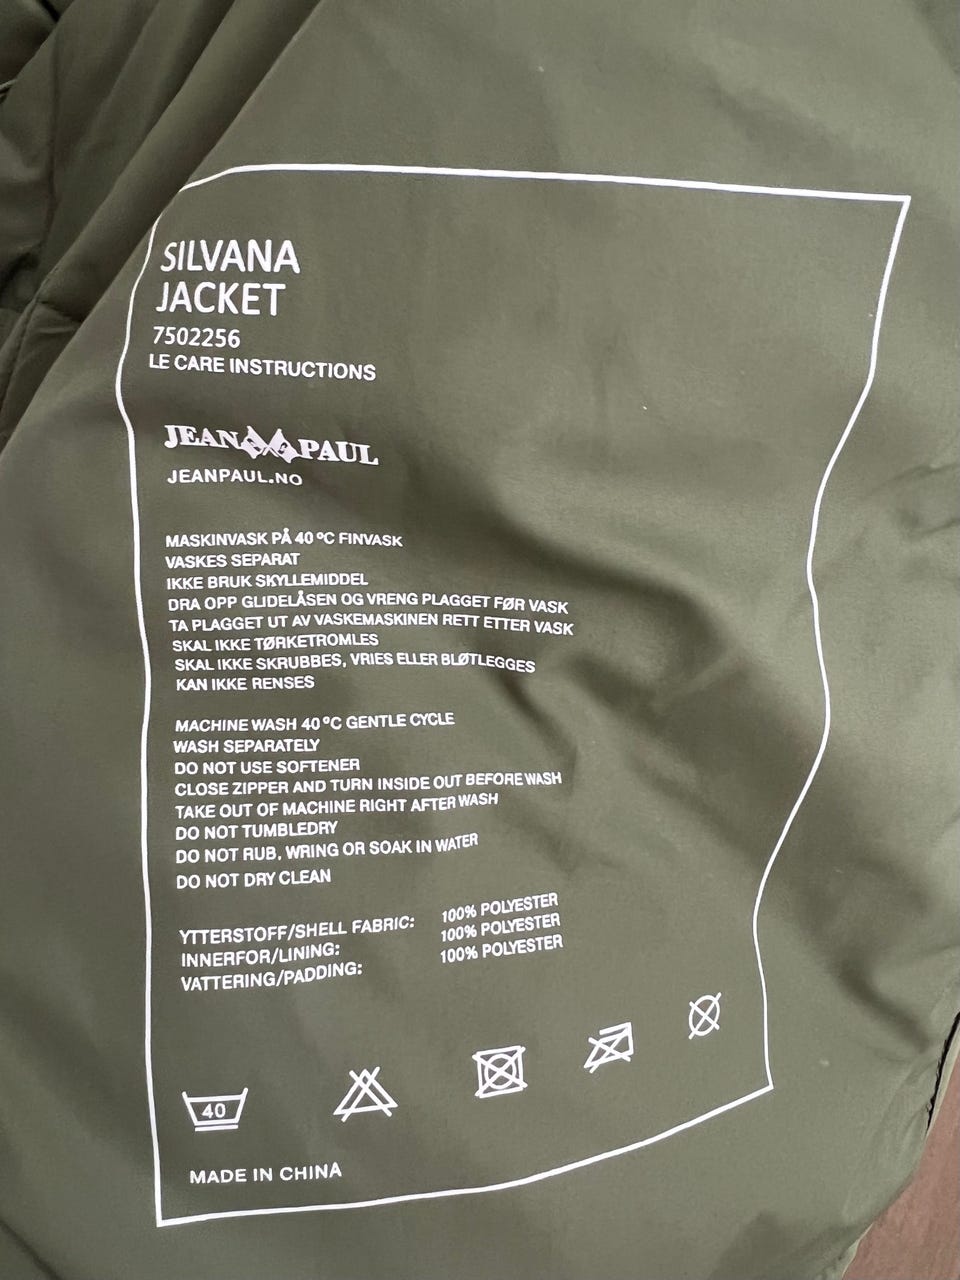 SILVANA
JACKET
7502256
LE CARE INSTRUCTIONS
JEAN PAUL
JEANPAUL.NO
MASKINVASK PÅ 40 ºC FINVASK
VASKES SEPARAT
IKKE BRUK SKYLLEMIDDEL
DRA OPP GLIDELÅSEN OG VRENG PLAGGET FØR VASK
TA PLAGGET UT AV VASKEMASKINEN RETT ETTER VASK
SKAL IKKE TØRKETROMLES
SKAL IKKE SKRUBBES, VRIES ELLER BLØTLEGGES
KAN IKKE RENSES
MACHINE WASH 40 ºC GENTLE CYCLE
WASH SEPARATELY
DO NOT USE SOFTENER
CLOSE ZIPPER AND TURN INSIDE OUT BEFORE WASH
TAKE OUT OF MACHINE RIGHT AFTER WASH
DO NOT TUMBLEDRY
DO NOT RUB, WRING OR SOAK IN WATER
DO NOT DRY CLEAN
YTTERSTOFF/SHELL FABRIC: 100% POLYESTER
INNERFOR/LINING: 100% POLYESTER
VATTERING/PADDING: 100% POLYESTER
40
MADE IN CHINA